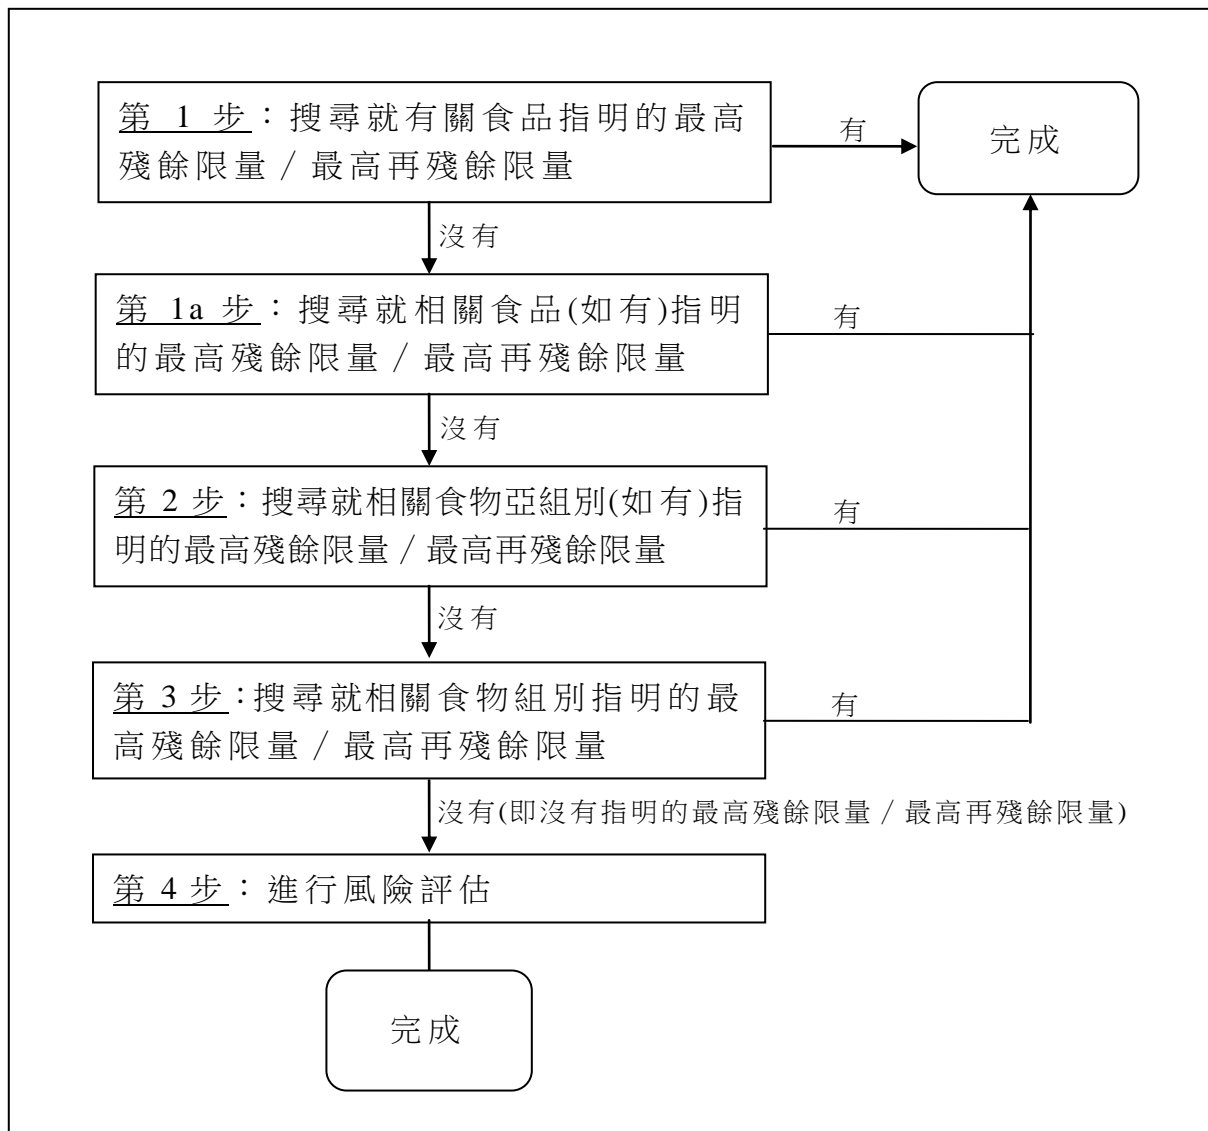 第 1 步：搜尋就有關食品指明的最高
殘餘限量／最高再殘餘限量
有
完成
沒有
第 1a 步：搜尋就相關食品(如有)指明
的最高殘餘限量／最高再殘餘限量
有
沒有
第 2 步：搜尋就相關食物亞組別(如有)指
明的最高殘餘限量／最高再殘餘限量
有
沒有
第 3 步：搜尋就相關食物組別指明的最
高殘餘限量／最高再殘餘限量
有
沒有(即沒有指明的最高殘餘限量／最高再殘餘限量)
第 4 步：進行風險評估
完成